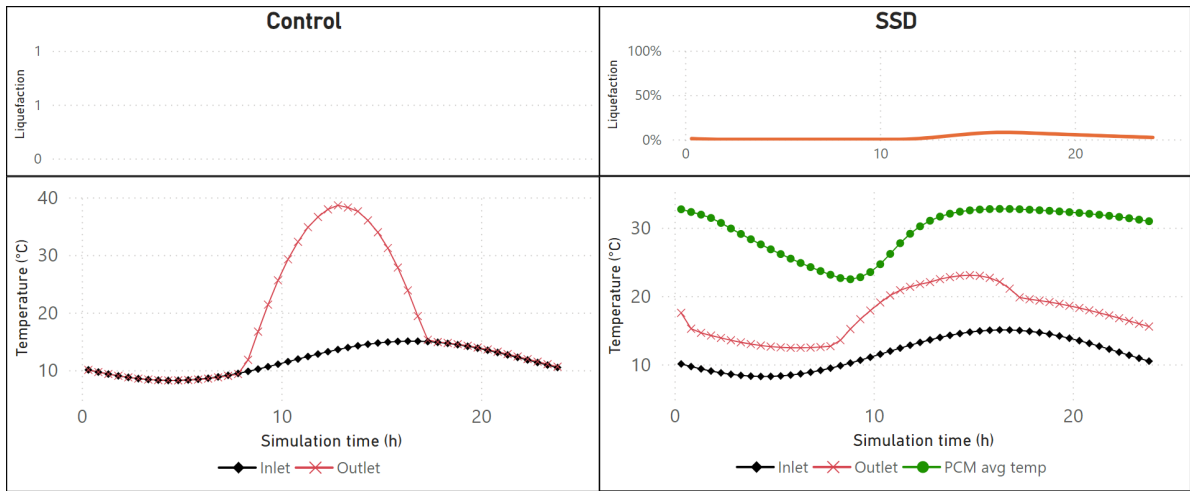 Control
Liquefaction
1
1
0
Temperature (°C)
40
30
20
10
0
10
20
Simulation time (h)
Inlet
Outlet
SSD
Liquefaction
100%
50%
0%
0
10
20
Temperature (°C)
30
20
10
0
10
20
Simulation time (h)
Inlet
Outlet
PCM avg temp